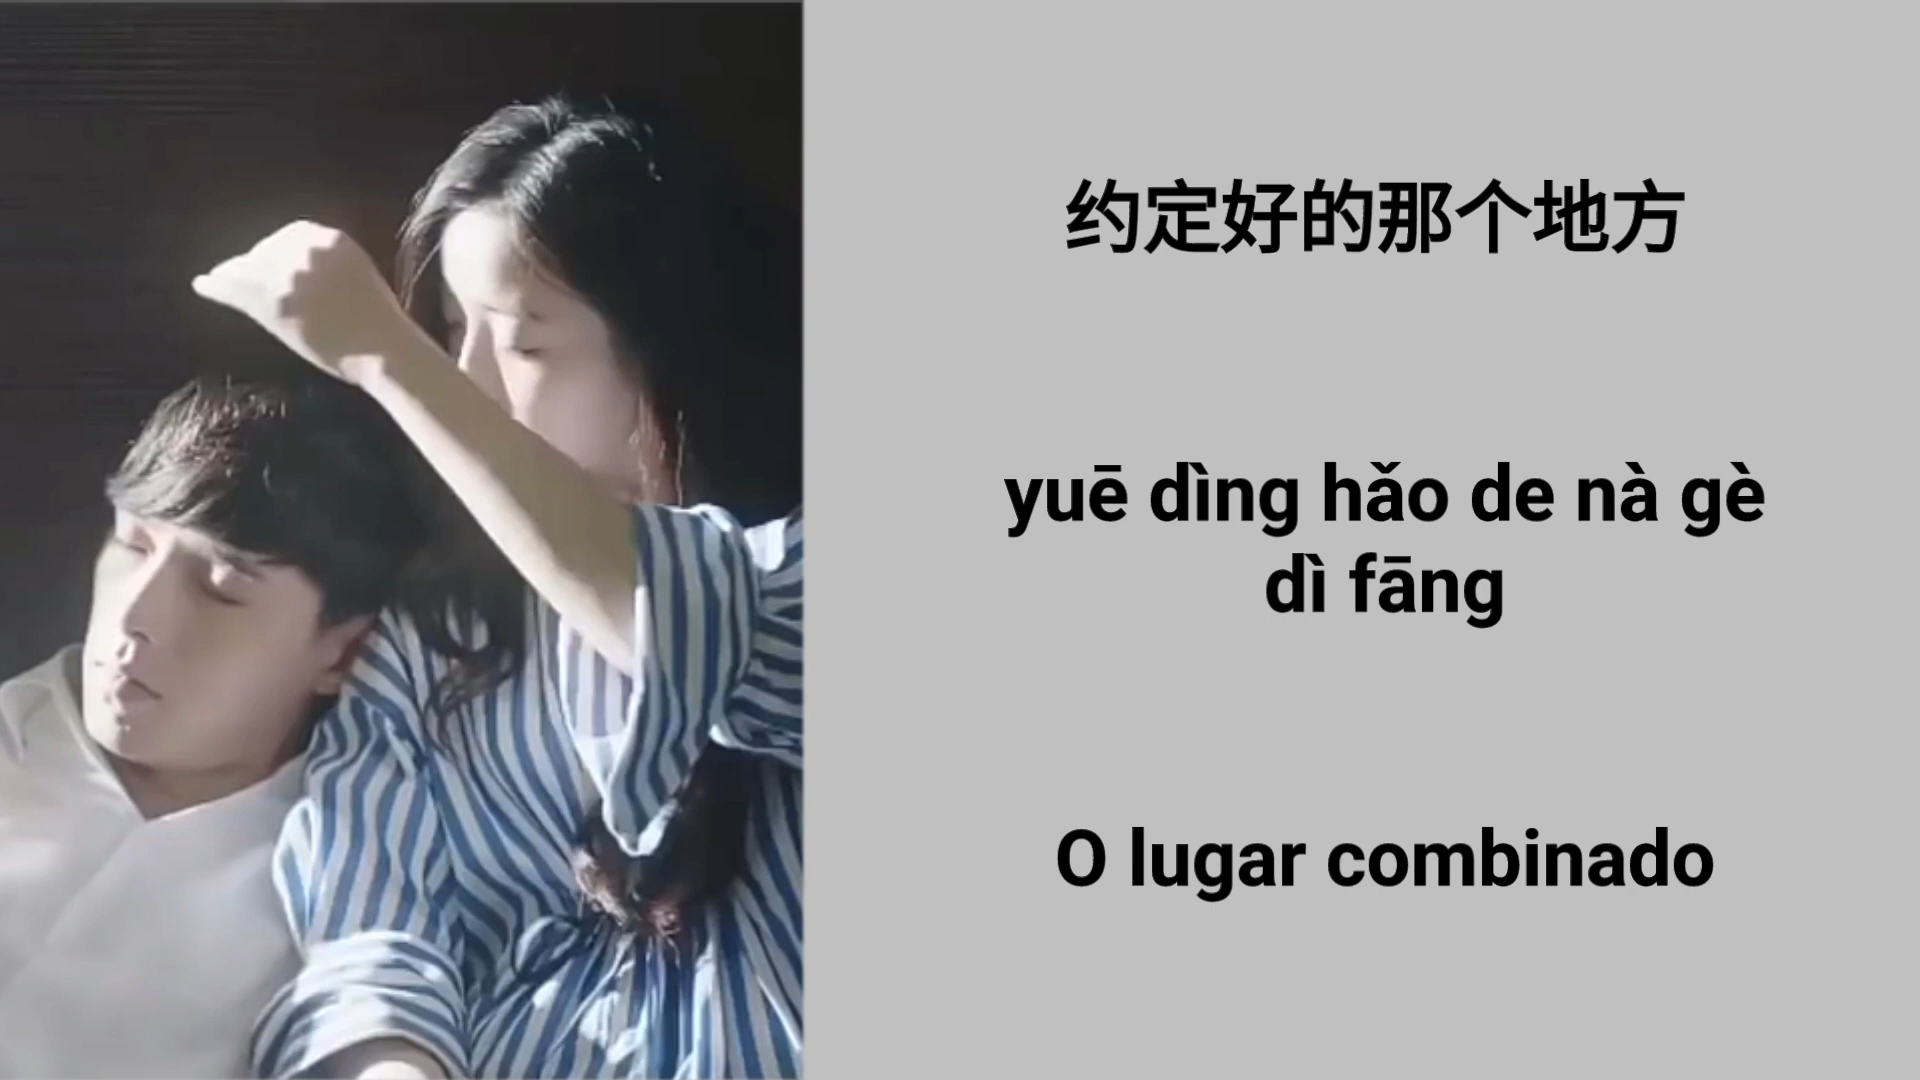 约定好的那个地方
yuē dìng hǎo de nà gè
dì fāng
O lugar combinado